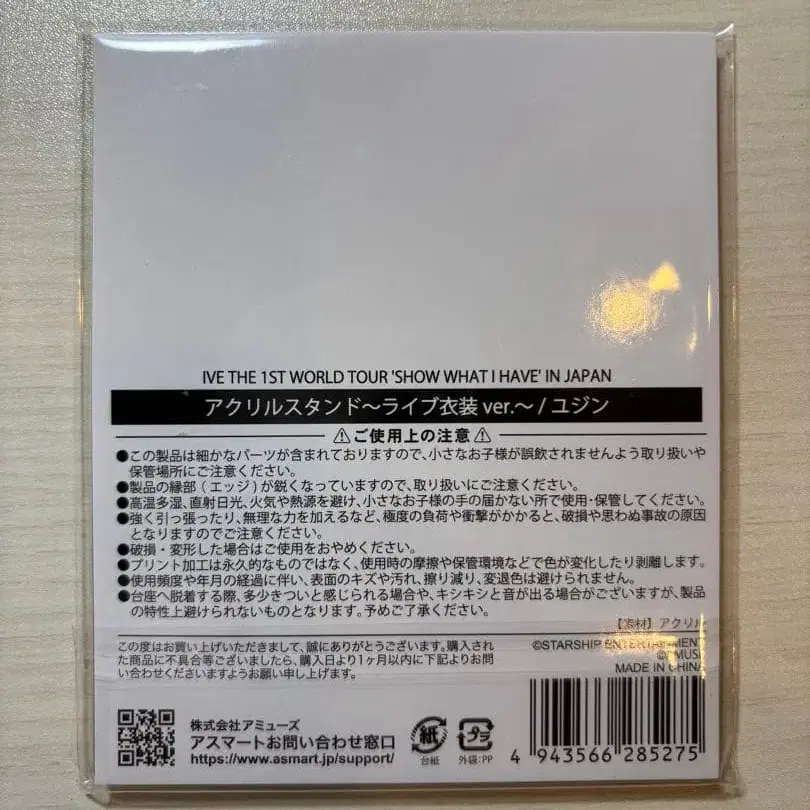 IVE THE 1ST WORLD TOUR 'SHOW WHAT I HAVE' IN JAPAN
アクリルスタンド～ライブ衣装 ver.～ / ユジン
⚠ご使用上の注意⚠
●この製品は細かなパーツが含まれておりますので、小さなお子様が誤飲されませんよう取り扱いや
保管場所にご注意ください。
●製品の縁部(エッジ)が鋭くなっていますので、取り扱いにご注意ください。
●高温多湿、直射日光、火気や熱源を避け、小さなお子様の手の届かない所で使用・保管してください。
●強く引っ張ったり、無理な力を加えるなど、極度の負荷や衝撃がかかると、破損や思わぬ事故の原因
となりますのでご注意ください。
●破損・変形した場合はご使用をおやめください。
●プリント加工は永久的なものではなく、使用時の摩擦や保管環境などで色が変化したり剥離します。
●使用頻度や年月の経過に伴い、表面のキズや汚れ、擦り減り、変退色は避けられません。
●台座へ脱着する際、多少きついと感じられる場合や、キシキシと音が出る場合がございますが、製品
の特性上避けられないものとなります。予めご了承ください。
【素材】アクリル
この度はお買い上げいただきまして、誠にありがとうございます。購入され
た商品に不具合等ございましたら、購入日より1ヶ月以内に下記よりお問
い合わせくださいますようお願い申し上げます。
©STARSHIP ENTERTAINMENT
MADE IN CHINA
株式会社アミューズ
アスマートお問い合わせ窓口
https://www.asmart.jp/support/
紙
台紙
プラ
外袋:PP
4 943566 285275